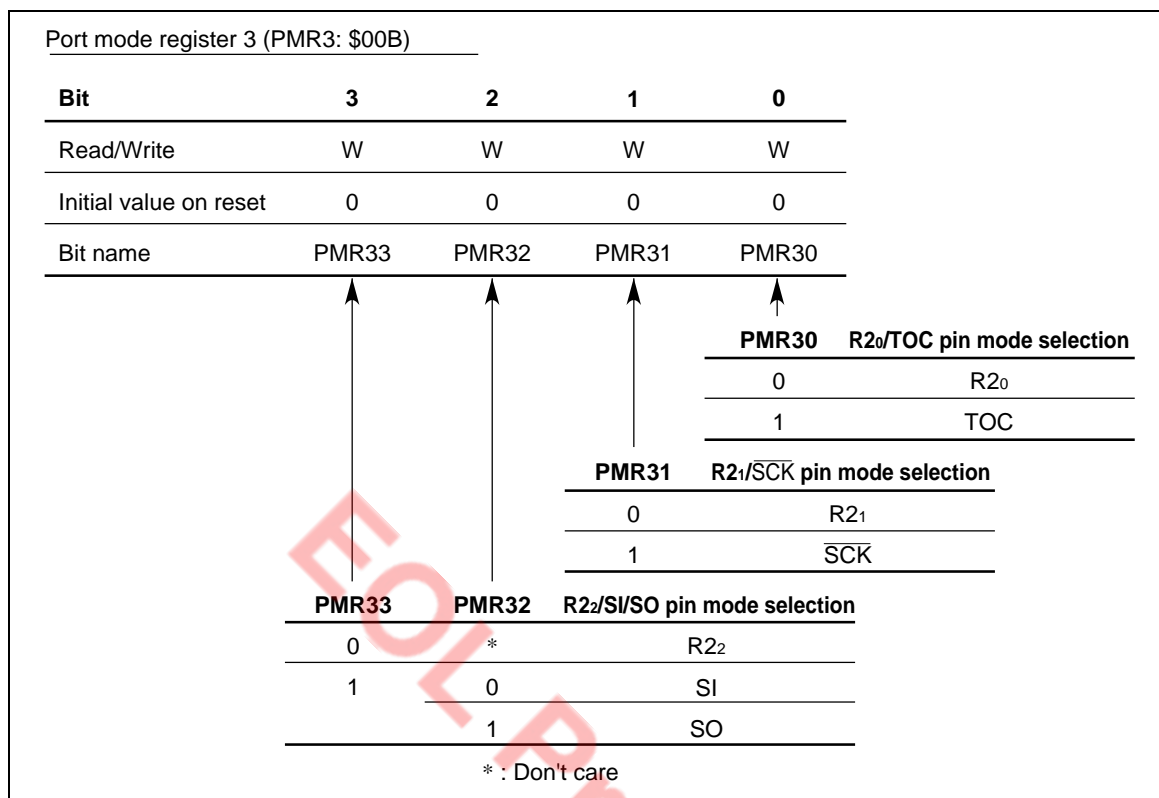 Port mode register 3 (PMR3: $00B)
Bit 3 2 1 0
Read/Write W W W W
Initial value on reset 0 0 0 0
Bit name PMR33 PMR32 PMR31 PMR30
PMR30 R2₀/TOC pin mode selection
0 R2₀
1 TOC
PMR31 R2₁/S̅C̅K̅ pin mode selection
0 R2₁
1 S̅C̅K̅
PMR33 PMR32 R2₂/SI/SO pin mode selection
0 * R2₂
1 0 SI
1 SO
* : Don't care
EOL Pr